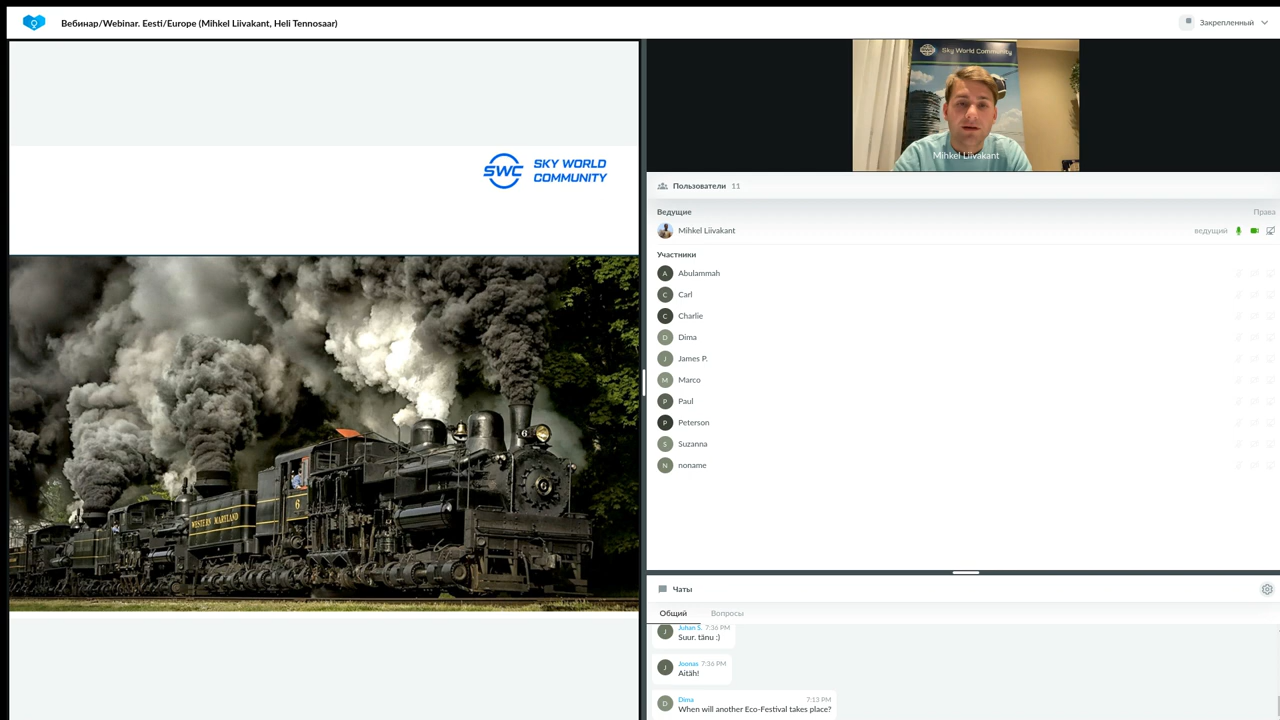 Вебинар/Webinar. Eesti/Europe (Mihkel Liivakant, Heli Tennosaar)
Закрепленный
SWC SKY WORLD
COMMUNITY
WESTERN MARYLAND
6
6
Sky World Community
Mihkel Liivakant
Пользователи 11
Ведущие Права
Mihkel Liivakant ведущий
Участники
A Abulammah
C Carl
C Charlie
D Dima
J James P.
M Marco
P Paul
P Peterson
S Suzanna
N noname
Чаты
Общий Вопросы
J Julian S. 7:36 PM
Suur. tänu :)
J Joonas 7:36 PM
Aitäh!
D Dima 7:13 PM
When will another Eco-Festival takes place?